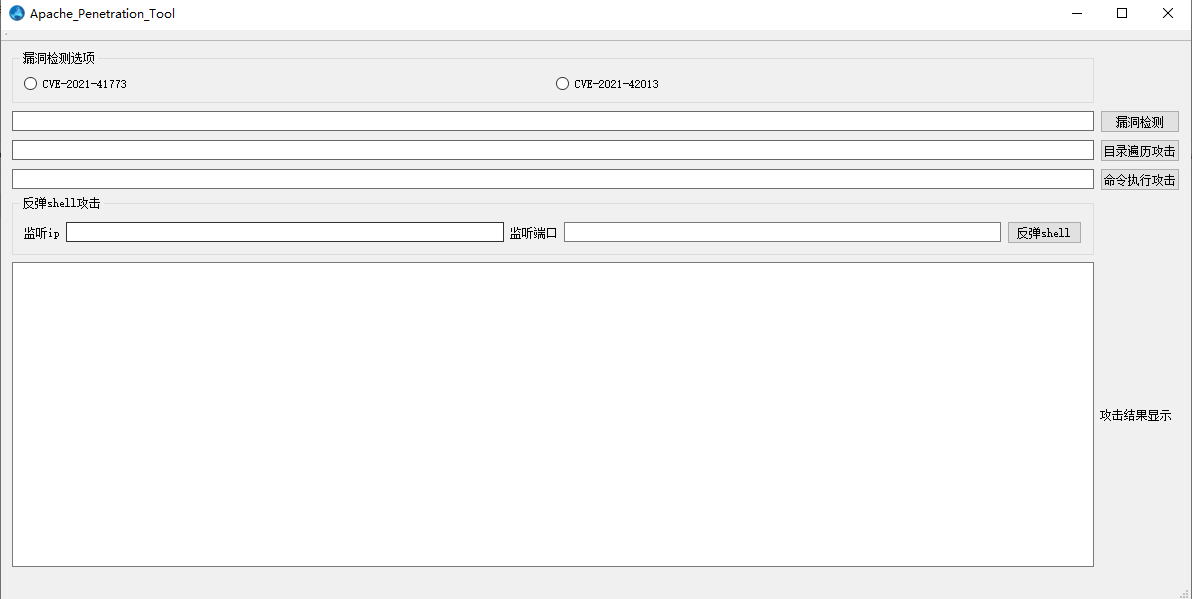 Apache_Penetration_Tool
漏洞检测选项
CVE-2021-41773
CVE-2021-42013
漏洞检测
目录遍历攻击
命令执行攻击
反弹shell攻击
监听ip
监听端口
反弹shell
攻击结果显示